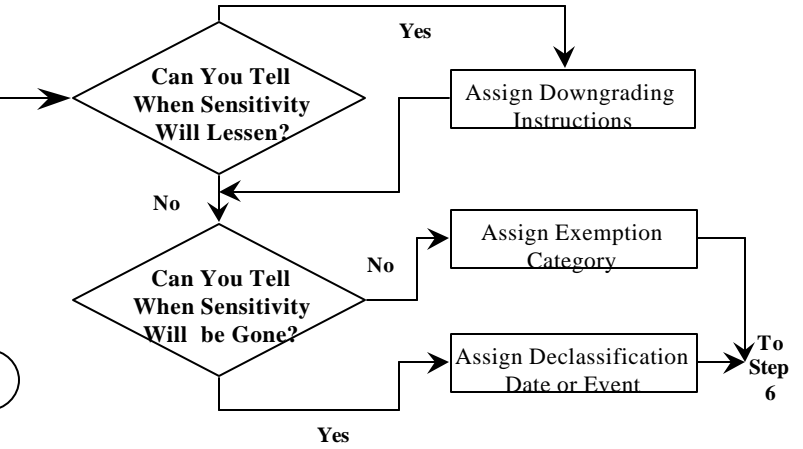 Yes
Can You Tell
When Sensitivity
Will Lessen?
Assign Downgrading
Instructions
No
Can You Tell
When Sensitivity
Will be Gone?
No
Assign Exemption
Category
Assign Declassification
Date or Event
To
Step
6
Yes